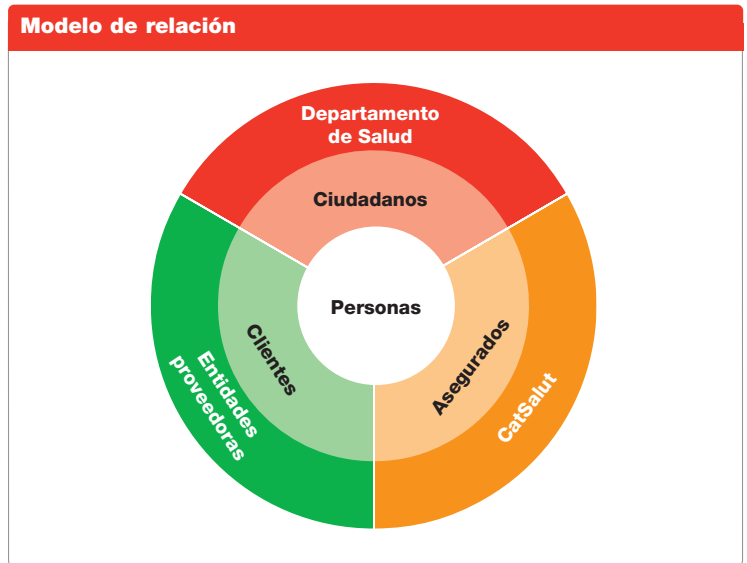 Modelo de relación
Departamento
de Salud
Ciudadanos
Personas
Clientes
Asegurados
Entidades
proveedoras
CatSalut